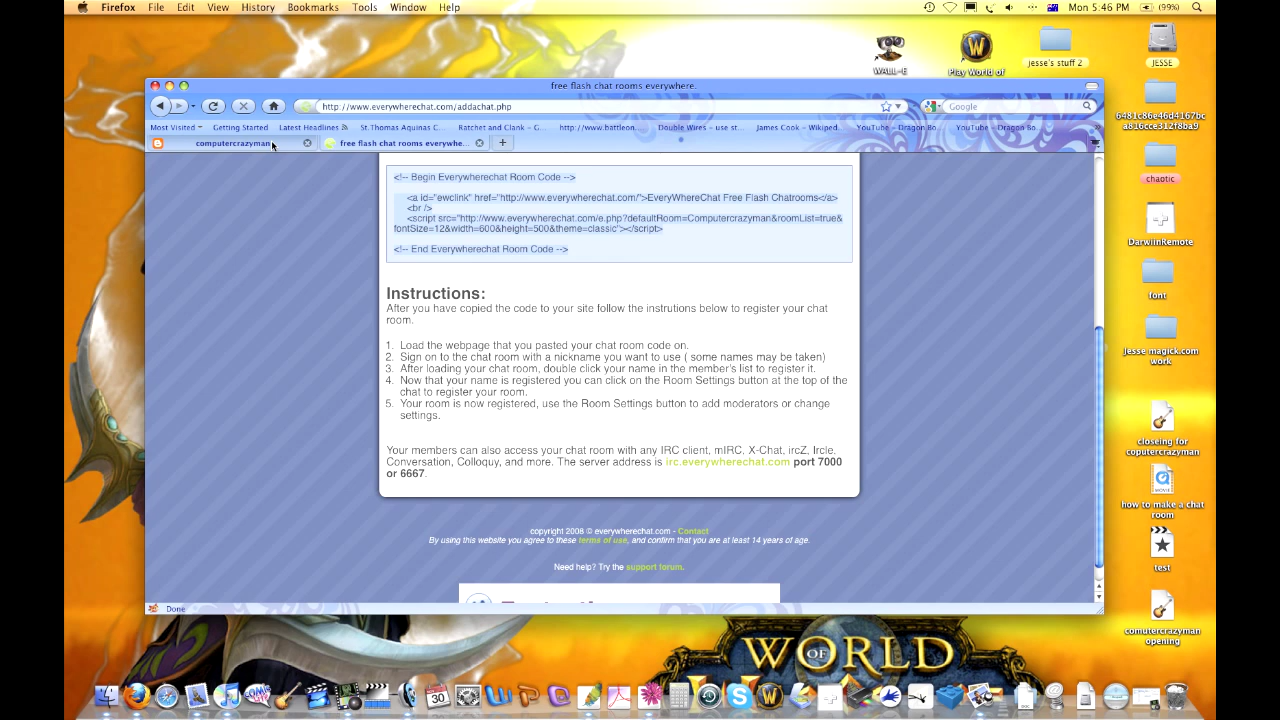 Firefox File Edit View History Bookmarks Tools Window Help
Mon 5:46 PM (99%)
WALL-E
Play World of
jesse's stuff 2
JESSE
free flash chat rooms everywhere.
http://www.everywherechat.com/addachat.php
Google
Most Visited Getting Started Latest Headlines St.Thomas Aquinas C... Ratchet and Clank - G... http://www.battleon... Double Wires – use st... James Cook – Wikiped... YouTube – Dragon Bo... YouTube – Dragon Bo
computercrazyman
free flash chat rooms everywhe...
6481c86e46d4167bc
a816cce312f8ba9
chaotic
DarwiinRemote
font
jesse magick.com
work
closeing for
coputercrazyman
how to make a chat
room
test
comutercrazyman
opening
<!-- Begin Everywherechat Room Code -->
<a id="ewclink" href="http://www.everywherechat.com/">EveryWhereChat Free Flash Chatrooms</a>
<br />
<script src="http://www.everywherechat.com/e.php?defaultRoom=Computercrazyman&roomList=true&
fontSize=12&width=600&height=500&theme=classic"></script>
<!-- End Everywherechat Room Code -->
Instructions:
After you have copied the code to your site follow the instrutions below to register your chat
room.
1. Load the webpage that you pasted your chat room code on.
2. Sign on to the chat room with a nickname you want to use ( some names may be taken)
3. After loading your chat room, double click your name in the member's list to register it.
4. Now that your name is registered you can click on the Room Settings button at the top of the
chat to register your room.
5. Your room is now registered, use the Room Settings button to add moderators or change
settings.
Your members can also access your chat room with any IRC client, mIRC, X-Chat, ircZ, Ircle,
Conversation, Colloquy, and more. The server address is irc.everywherechat.com port 7000
or 6667.
copyright 2008 © everywherechat.com - Contact
By using this website you agree to these terms of use, and confirm that you are at least 14 years of age.
Need help? Try the support forum.
Done
WORLD
OF